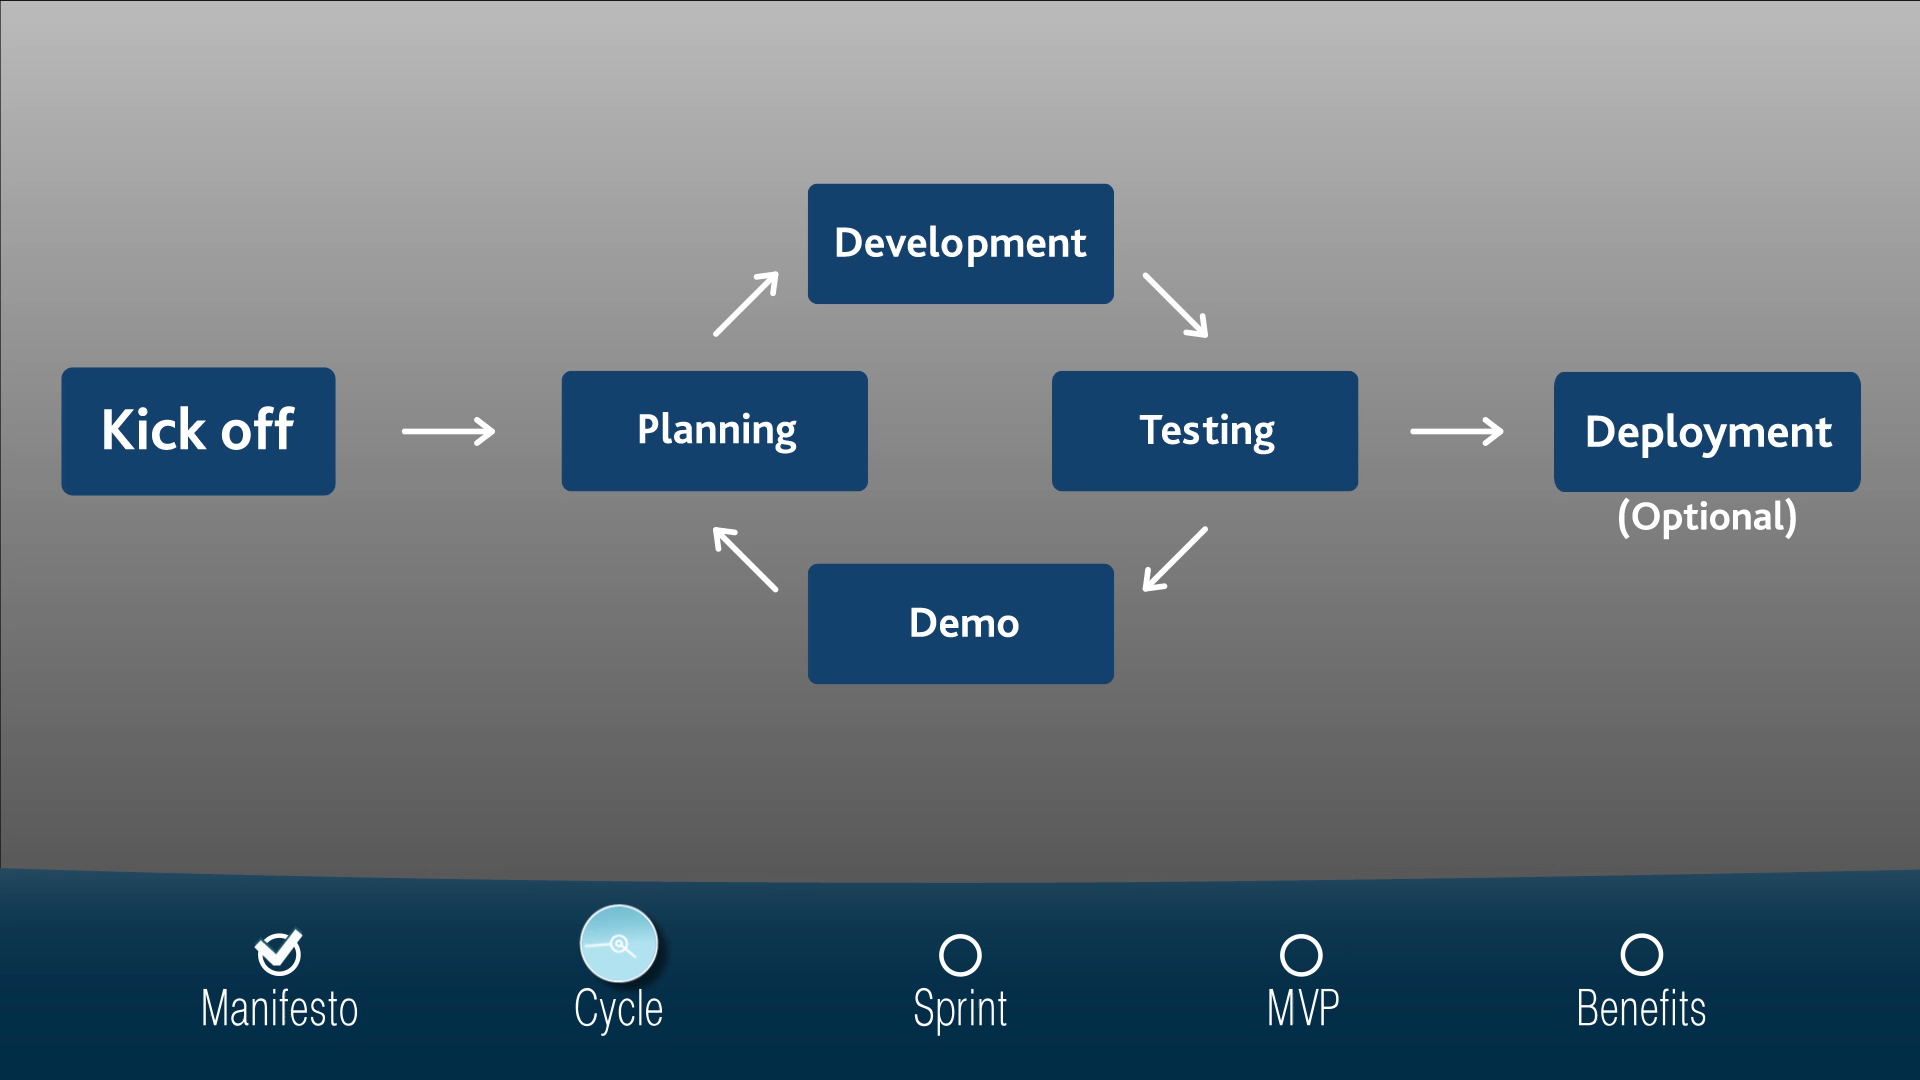 Development
Kick off
Planning
Testing
Deployment
(Optional)
Demo
Manifesto
Cycle
Sprint
MVP
Benefits